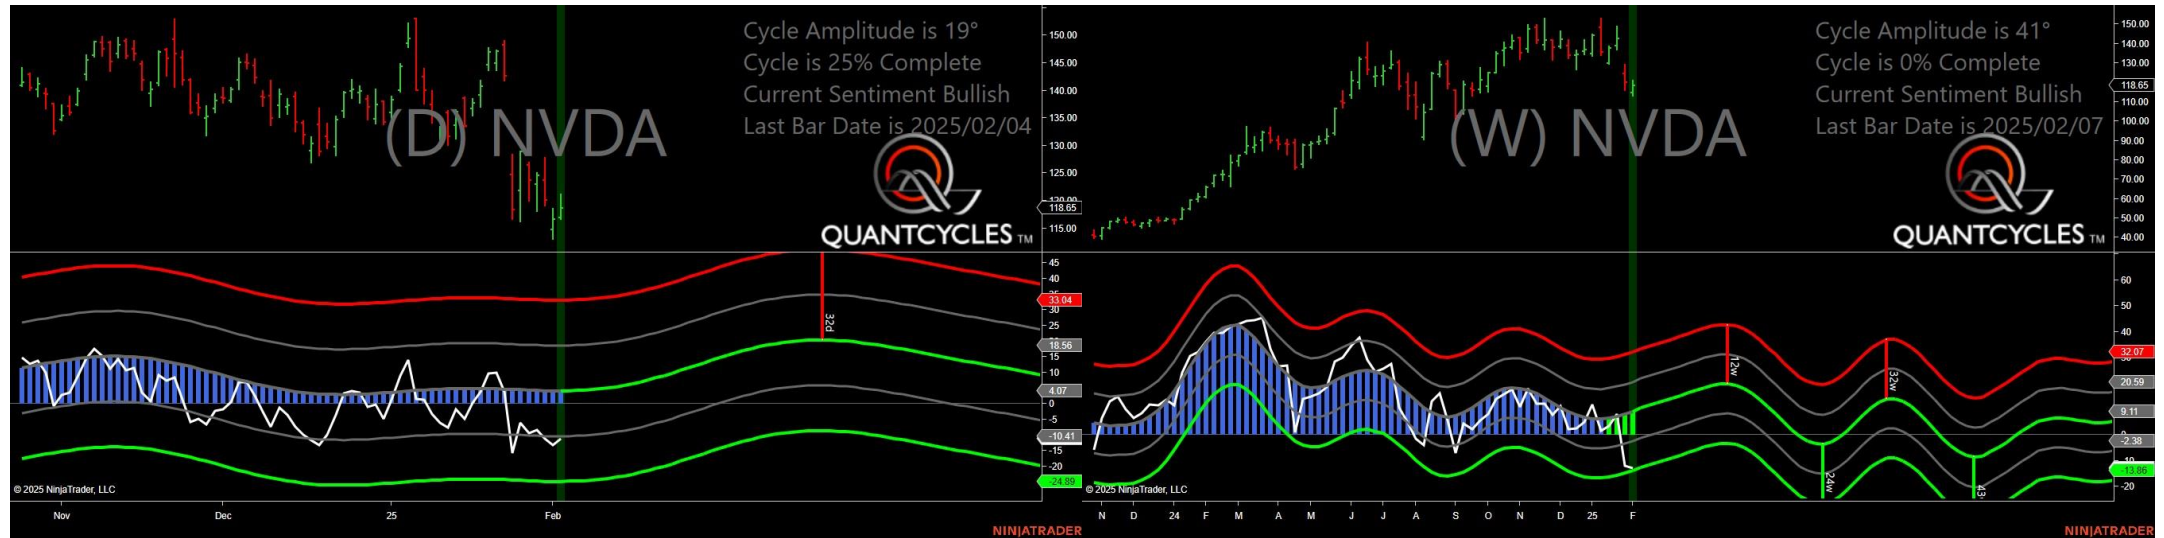 Cycle Amplitude is 19°
Cycle is 25% Complete
Current Sentiment Bullish
Last Bar Date is 2025/02/04
(D) NVDA
QUANTCYCLES TM
150.00
145.00
140.00
135.00
130.00
125.00
120.00
118.65
115.00
45
40
35
33.04
30
25
18.56
15
10
4.07
0
-5
-10.41
-15
-20
-24.89
32d
© 2025 NinjaTrader, LLC
Nov Dec 25 Feb
NINJATRADER
Cycle Amplitude is 41°
Cycle is 0% Complete
Current Sentiment Bullish
Last Bar Date is 2025/02/07
(W) NVDA
QUANTCYCLES TM
150.00
140.00
130.00
118.65
110.00
100.00
90.00
80.00
70.00
60.00
50.00
40.00
60
50
40
32.07
30
20.59
9.11
0
-2.38
-10
-13.86
-20
12w
24w
32w
43
© 2025 NinjaTrader, LLC
N D 24 F M A M J J A S O N D 25 F
NINJATRADER